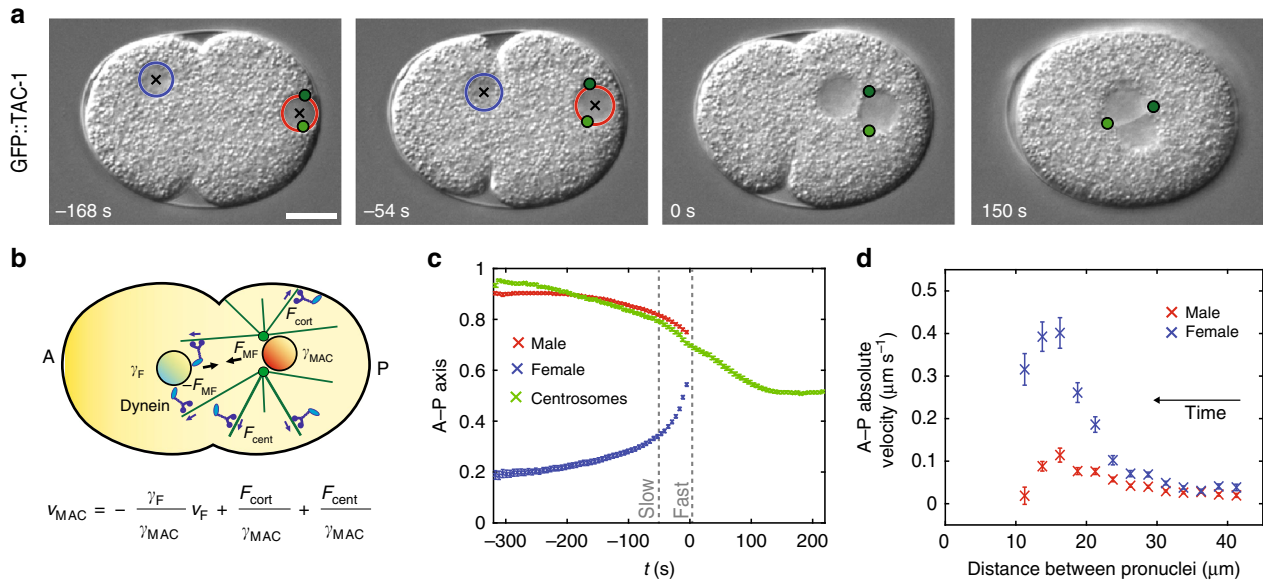 a
GFP::TAC-1
−168 s
−54 s
0 s
150 s
b
A
P
F_cort
F_MF
γ_MAC
γ_F
−F_MF
Dynein
F_cent
v_MAC = − γ_F/γ_MAC v_F + F_cort/γ_MAC + F_cent/γ_MAC
c
A–P axis
1
0.8
0.6
0.4
0.2
0
Male
Female
Centrosomes
Slow
Fast
−300 −200 −100 0 100 200
t (s)
d
A–P absolute
velocity (μm s⁻¹)
0.5
0.4
0.3
0.2
0.1
0
Male
Female
Time
0 10 20 30 40
Distance between pronuclei (μm)